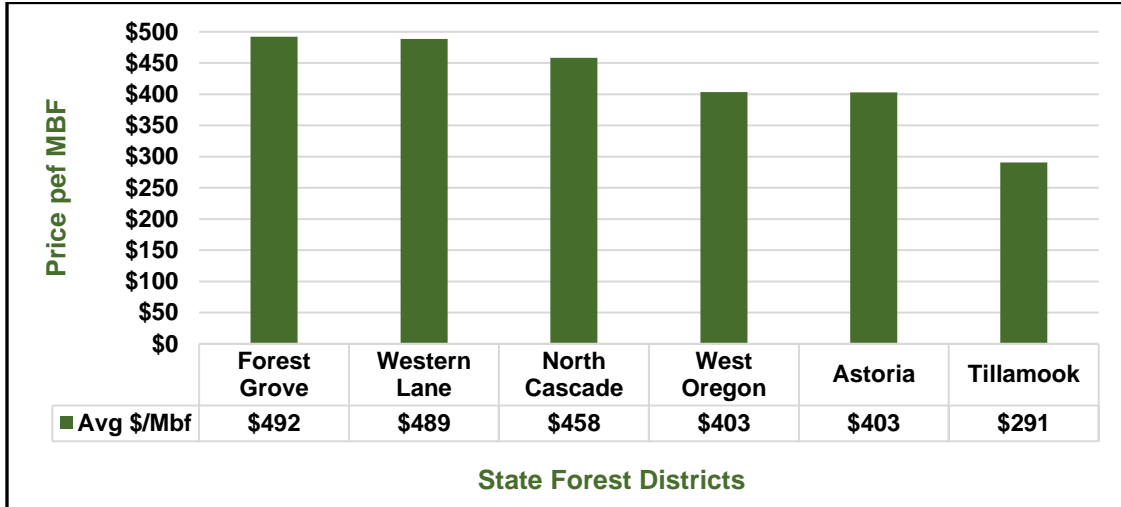 $500
$450
$400
$350
$300
$250
$200
$150
$100
$50
$0
Price pef MBF
Forest Grove
Western Lane
North Cascade
West Oregon
Astoria
Tillamook
Avg $/Mbf
$492
$489
$458
$403
$403
$291
State Forest Districts